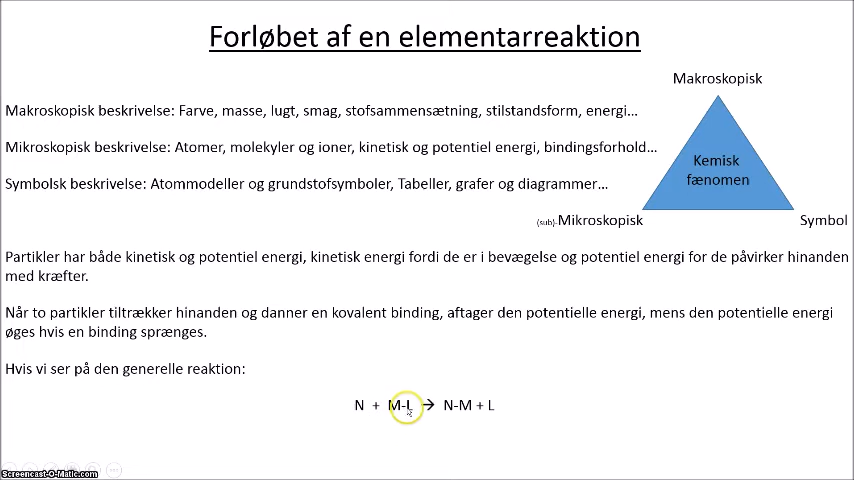 Forløbet af en elementarreaktion
Makroskopisk
Makroskopisk beskrivelse: Farve, masse, lugt, smag, stofsammensætning, stilstandsform, energi…
Mikroskopisk beskrivelse: Atomer, molekyler og ioner, kinetisk og potentiel energi, bindingsforhold…
Kemisk
fænomen
Symbolsk beskrivelse: Atommodeller og grundstofsymboler, Tabeller, grafer og diagrammer…
(sub)-Mikroskopisk
Symbol
Partikler har både kinetisk og potentiel energi, kinetisk energi fordi de er i bevægelse og potentiel energi for de påvirker hinanden
med kræfter.
Når to partikler tiltrækker hinanden og danner en kovalent binding, aftager den potentielle energi, mens den potentielle energi
øges hvis en binding sprænges.
Hvis vi ser på den generelle reaktion:
N + M-L → N-M + L
Screencast-O-Matic.com